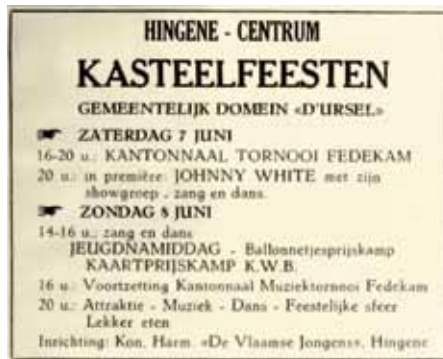 HINGENE - CENTRUM
KASTEELFEESTEN
GEMEENTELIJK DOMEIN «D'URSEL»
ZATERDAG 7 JUNI
16-20 u.: KANTONNAAL TORNOOI FEDEKAM
20 u.: in première: JOHNNY WHITE met zijn
showgroep, zang en dans.
ZONDAG 8 JUNI
14-16 u.: zang en dans
JEUGDNAMIDDAG - Ballonnetjesprijskamp
KAARTPRIJSKAMP K.W.B.
16 u.: Voortzetting Kantonnaal Muziektornooi Fedekam
20 u.: Attraktie - Muziek - Dans - Feestelijke sfeer
Lekker eten
Inrichting: Kon. Harm. «De Vlaamse Jongens», Hingene